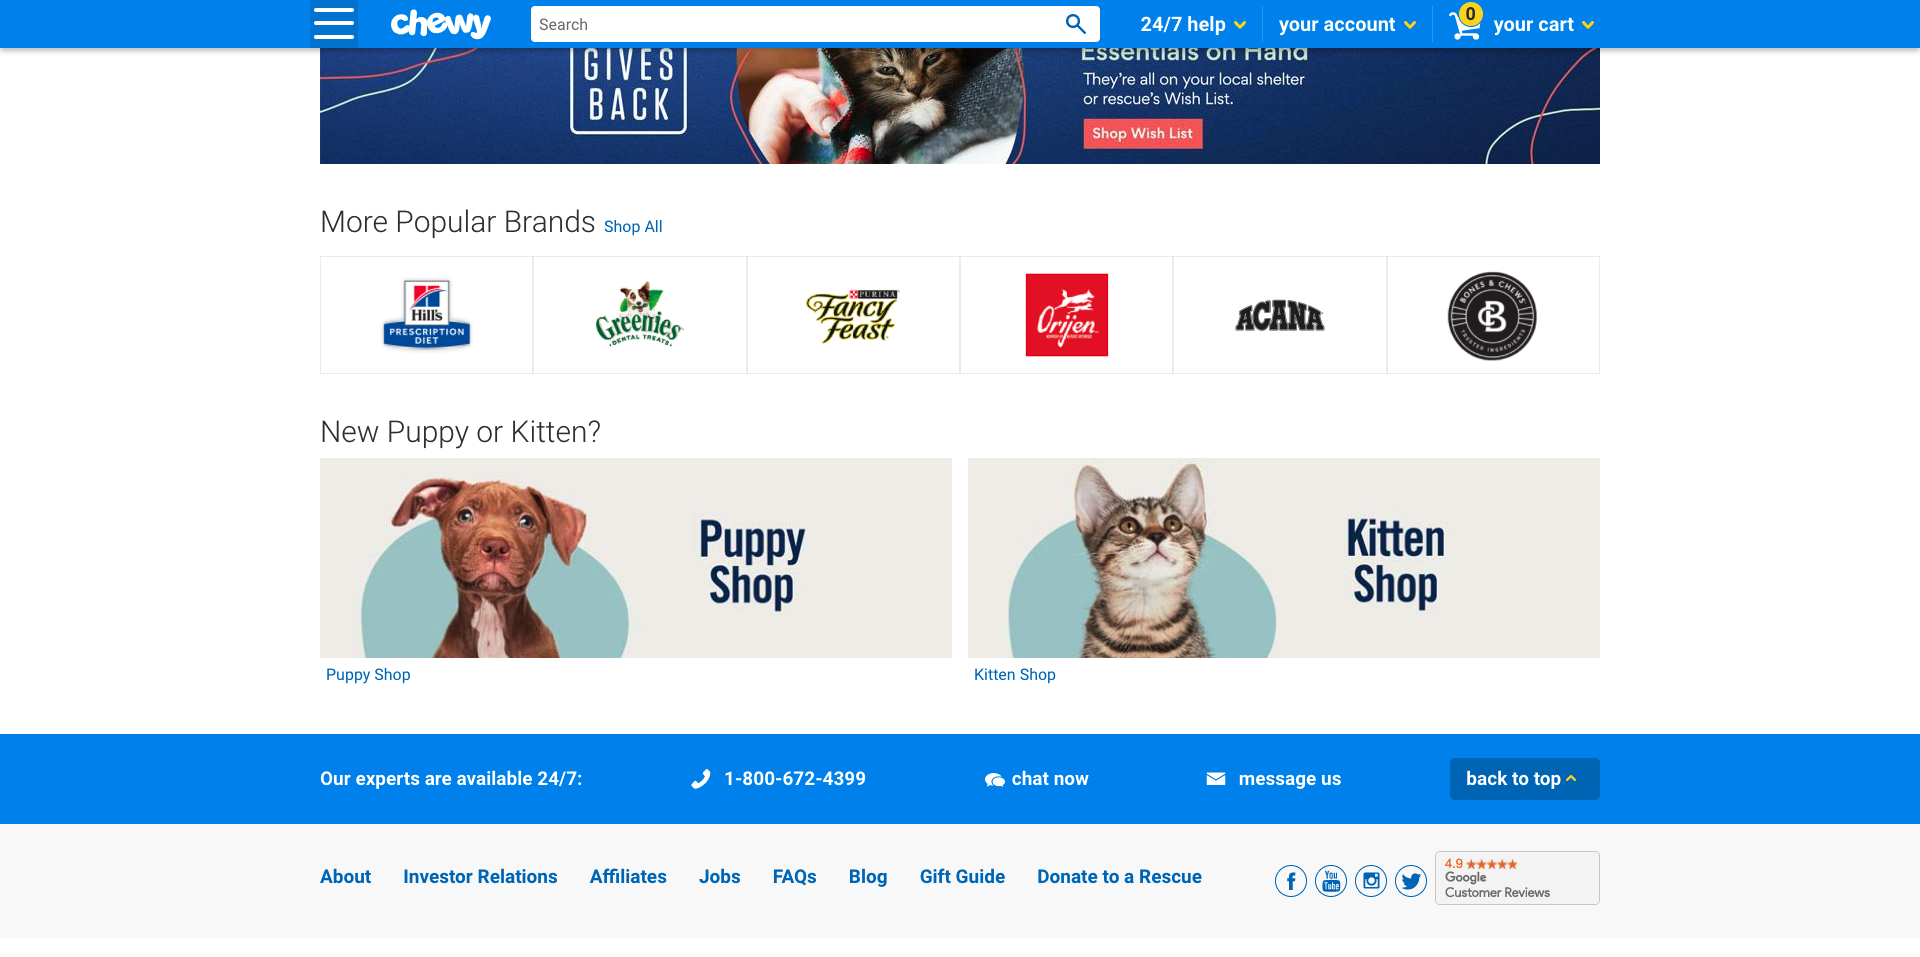 chewy
Search
24/7 help
your account
0
your cart
GIVES
BACK
Essentials on Hand
They're all on your local shelter
or rescue's Wish List.
Shop Wish List
More Popular Brands Shop All
Hill's
PRESCRIPTION
DIET
Greenies
DENTAL TREATS
PURINA
Fancy
Feast
Orijen
ACANA
BONES & CHEWS
B
TRUSTED INGREDIENTS
New Puppy or Kitten?
Puppy
Shop
Kitten
Shop
Puppy Shop
Kitten Shop
Our experts are available 24/7:
1-800-672-4399
chat now
message us
back to top
About
Investor Relations
Affiliates
Jobs
FAQs
Blog
Gift Guide
Donate to a Rescue
f
You
Tube
4.9 ★★★★★
Google
Customer Reviews